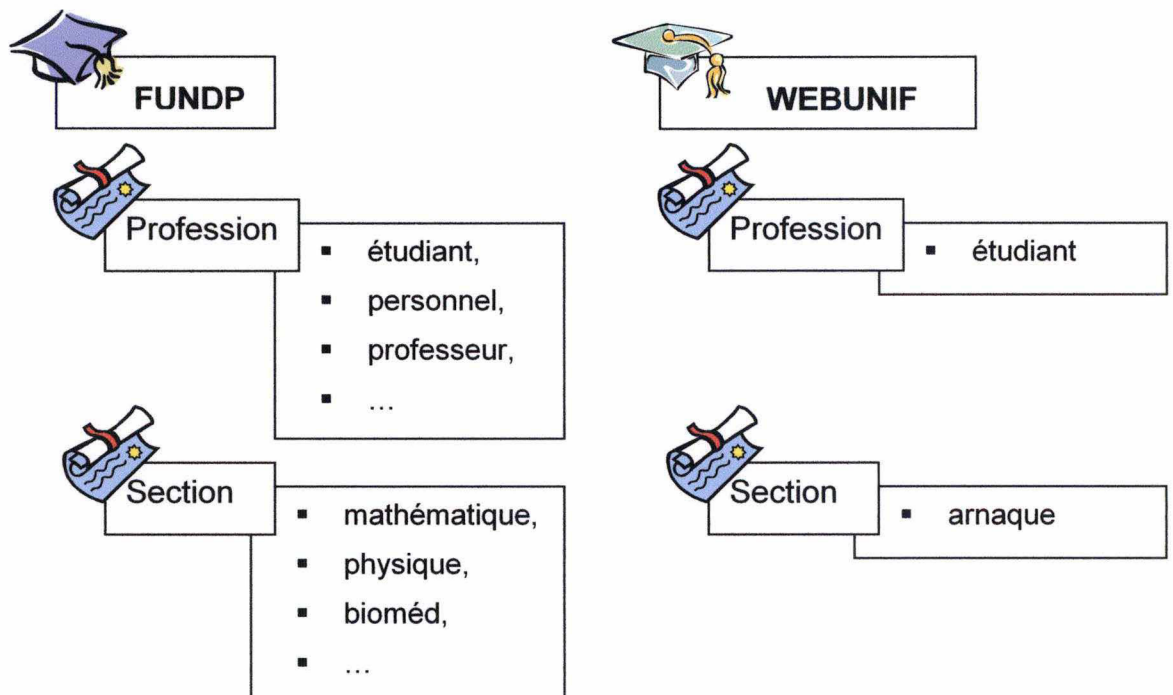 FUNDP
Profession
▪ étudiant,
▪ personnel,
▪ professeur,
▪ …
Section
▪ mathématique,
▪ physique,
▪ bioméd,
▪ …
WEBUNIF
Profession
▪ étudiant
Section
▪ arnaque